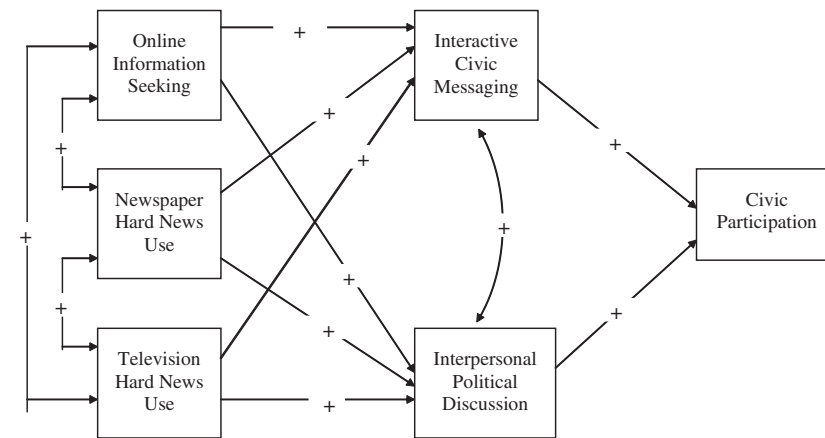 Online
Information
Seeking
+
Interactive
Civic
Messaging
+
+
+
+
Newspaper
Hard News
Use
Civic
Participation
+
+
+
+
+
+
Television
Hard News
Use
+
Interpersonal
Political
Discussion